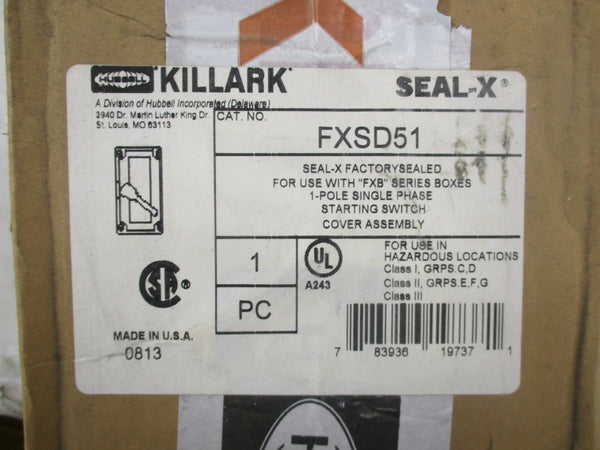 HUBBELL KILLARK® SEAL-X®
A Division of Hubbell Incorporated (Delaware)
3940 Dr. Martin Luther King Dr.
St. Louis, MO 63113
CAT. NO.
FXSD51
SEAL-X FACTORYSEALED
FOR USE WITH "FXB" SERIES BOXES
1-POLE SINGLE PHASE
STARTING SWITCH
COVER ASSEMBLY
1
PC
UL
A243
FOR USE IN
HAZARDOUS LOCATIONS
Class I, GRPS.C,D
Class II, GRPS.E,F,G
Class III
SA®
MADE IN U.S.A.
0813
7 83936 19737 1
T